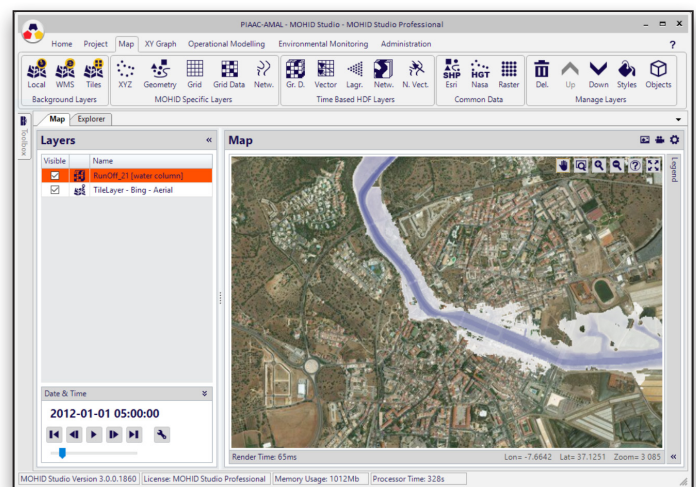 PIAAC-AMAL - MOHID Studio - MOHID Studio Professional
Home Project Map XY Graph Operational Modelling Environmental Monitoring Administration ?
Local WMS Tiles XYZ Geometry Grid Grid Data Netw. Gr. D. Vector Lagr. Netw. N. Vect. SHP Esri HGT Nasa Raster Del. Up Down Styles Objects
Background Layers MOHID Specific Layers Time Based HDF Layers Common Data Manage Layers
Toolbox
Map Explorer
Layers «
Map
Visible Name
RunOff_21 [water column]
TileLayer - Bing - Aerial
Legend
Date & Time
2012-01-01 05:00:00
Render Time: 65ms Lon= -7.6642 Lat= 37.1251 Zoom= 3 085 «
MOHID Studio Version 3.0.0.1860 License: MOHID Studio Professional Memory Usage: 1012Mb Processor Time: 328s